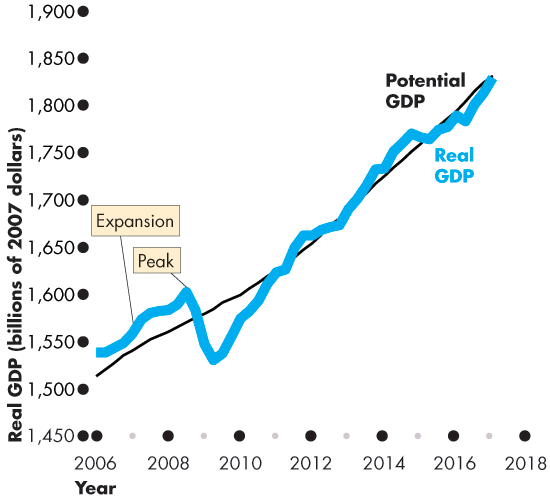 Real GDP (billions of 2007 dollars)
1,900
1,850
1,800
1,750
1,700
1,650
1,600
1,550
1,500
1,450
Potential
GDP
Real
GDP
Expansion
Peak
2006 2008 2010 2012 2014 2016 2018
Year